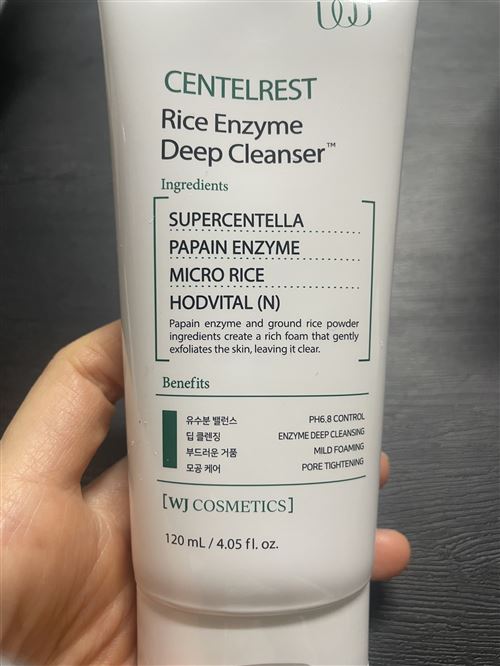 CENTELREST
Rice Enzyme
Deep Cleanser™
Ingredients
SUPERCENTELLA
PAPAIN ENZYME
MICRO RICE
HODVITAL (N)
Papain enzyme and ground rice powder
ingredients create a rich foam that gently
exfoliates the skin, leaving it clear.
Benefits
유수분 밸런스 PH6.8 CONTROL
딥 클렌징 ENZYME DEEP CLEANSING
부드러운 거품 MILD FOAMING
모공 케어 PORE TIGHTENING
[WJ COSMETICS]
120 mL / 4.05 fl. oz.